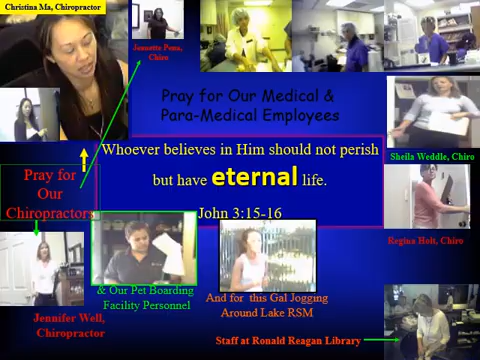 Christina Ma, Chiropractor
Jeanette Pena,
Chiro
Pray for Our Medical &
Para-Medical Employees
Whoever believes in Him should not perish
but have eternal life.
John 3:15-16
Sheila Weddle, Chiro
Pray for
Our
Chiropractors
Regina Holt, Chiro
& Our Pet Boarding
Facility Personnel
And for this Gal Jogging
Around Lake RSM
Jennifer Well,
Chiropractor
Staff at Ronald Reagan Library